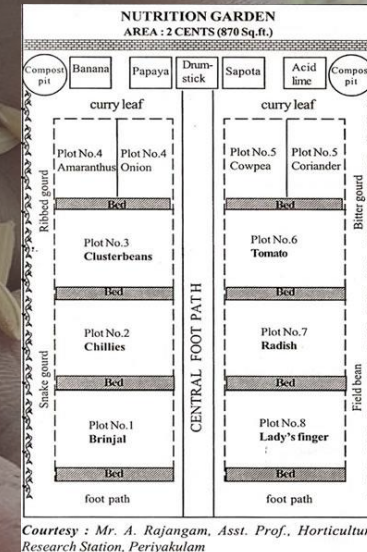 NUTRITION GARDEN
AREA : 2 CENTS (870 Sq.ft.)
Compost pit
Banana
Papaya
Drum-stick
Sapota
Acid lime
Compost pit
curry leaf
curry leaf
Plot No.4 Amaranthus
Plot No.4 Onion
Plot No.5 Cowpea
Plot No.5 Coriander
Ribbed gourd
Bitter gourd
Bed
Bed
Plot No.3
Clusterbeans
Plot No.6
Tomato
Bed
Bed
CENTRAL FOOT PATH
Plot No.2
Chillies
Plot No.7
Radish
Snake gourd
Field bean
Bed
Bed
Plot No.1
Brinjal
Plot No.8
Lady's finger
Bed
Bed
foot path
foot path
Courtesy : Mr. A. Rajangam, Asst. Prof., Horticultur
Research Station, Periyakulam